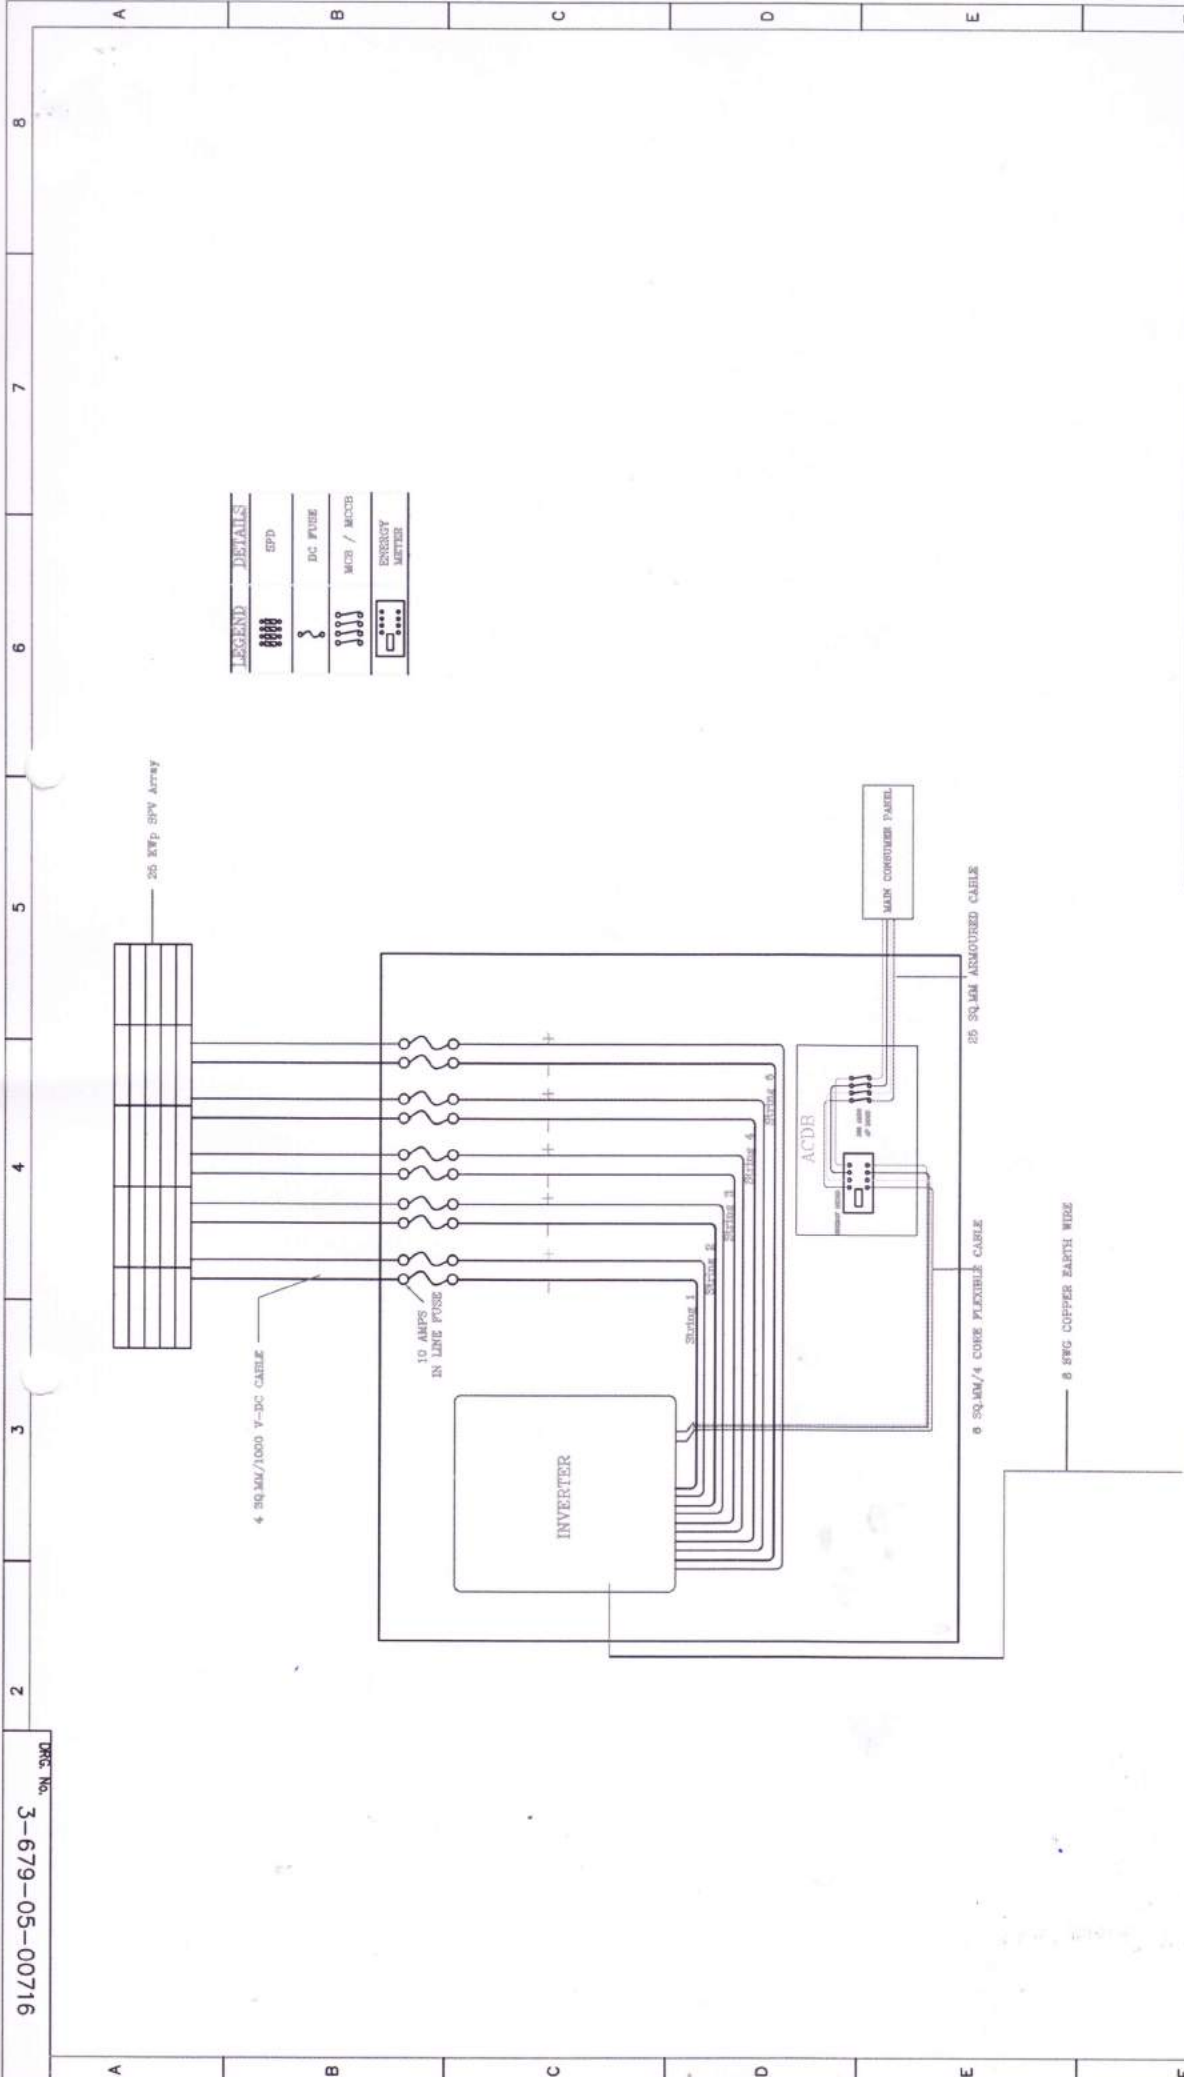 8
7
6
5
4
3
2
A
B
C
D
E
DRG. No.
3-679-05-00716
25 KWp SPV Array
LEGEND DETAILS
SPD
DC FUSE
MCB / MCCB
ENERGY
METER
4 SQ.MM/1000 V-DC CABLE
10 AMPS
IN LINE FUSE
+
-
+
-
+
-
+
-
+
-
String 1
String 2
String 3
String 4
String 5
INVERTER
ACDB
MAIN CONSUMER PANEL
25 SQ.MM ARMOURED CABLE
6 SQ.MM/4 CORE FLEXIBLE CABLE
8 SWG COPPER EARTH WIRE
A
B
C
D
E